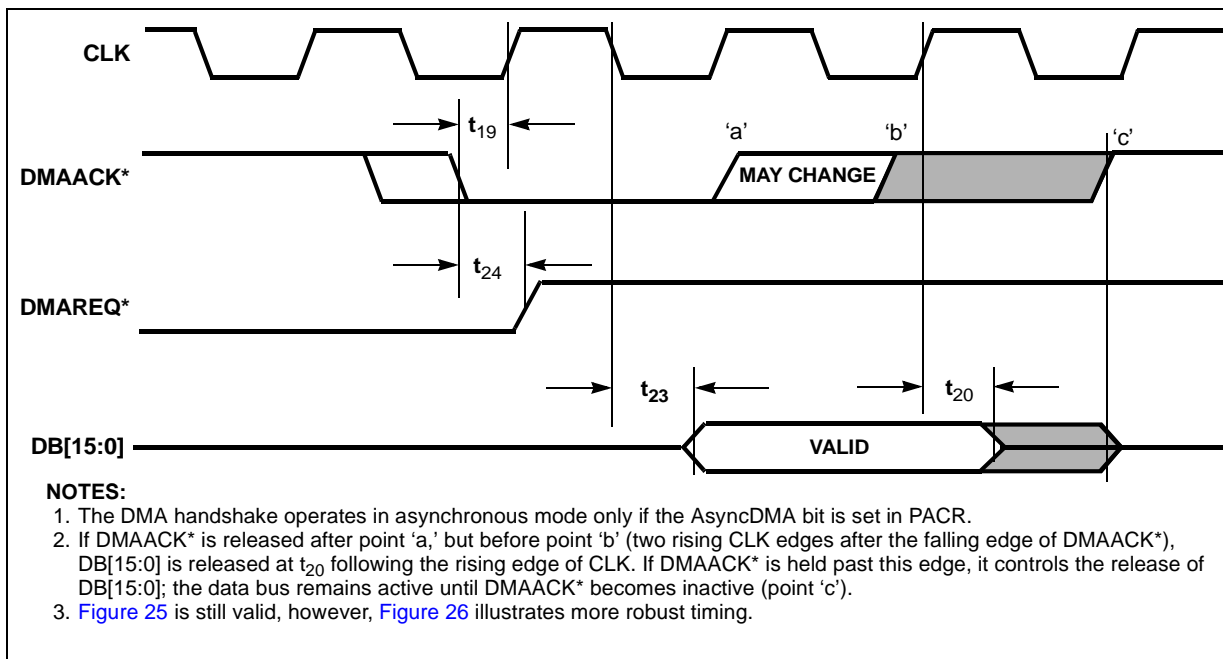 CLK
t19
'a'
'b'
'c'
DMAACK*
MAY CHANGE
t24
DMAREQ*
t23
t20
DB[15:0]
VALID
NOTES:
1. The DMA handshake operates in asynchronous mode only if the AsyncDMA bit is set in PACR.
2. If DMAACK* is released after point 'a,' but before point 'b' (two rising CLK edges after the falling edge of DMAACK*),
DB[15:0] is released at t20 following the rising edge of CLK. If DMAACK* is held past this edge, it controls the release of
DB[15:0]; the data bus remains active until DMAACK* becomes inactive (point 'c').
3. Figure 25 is still valid, however, Figure 26 illustrates more robust timing.